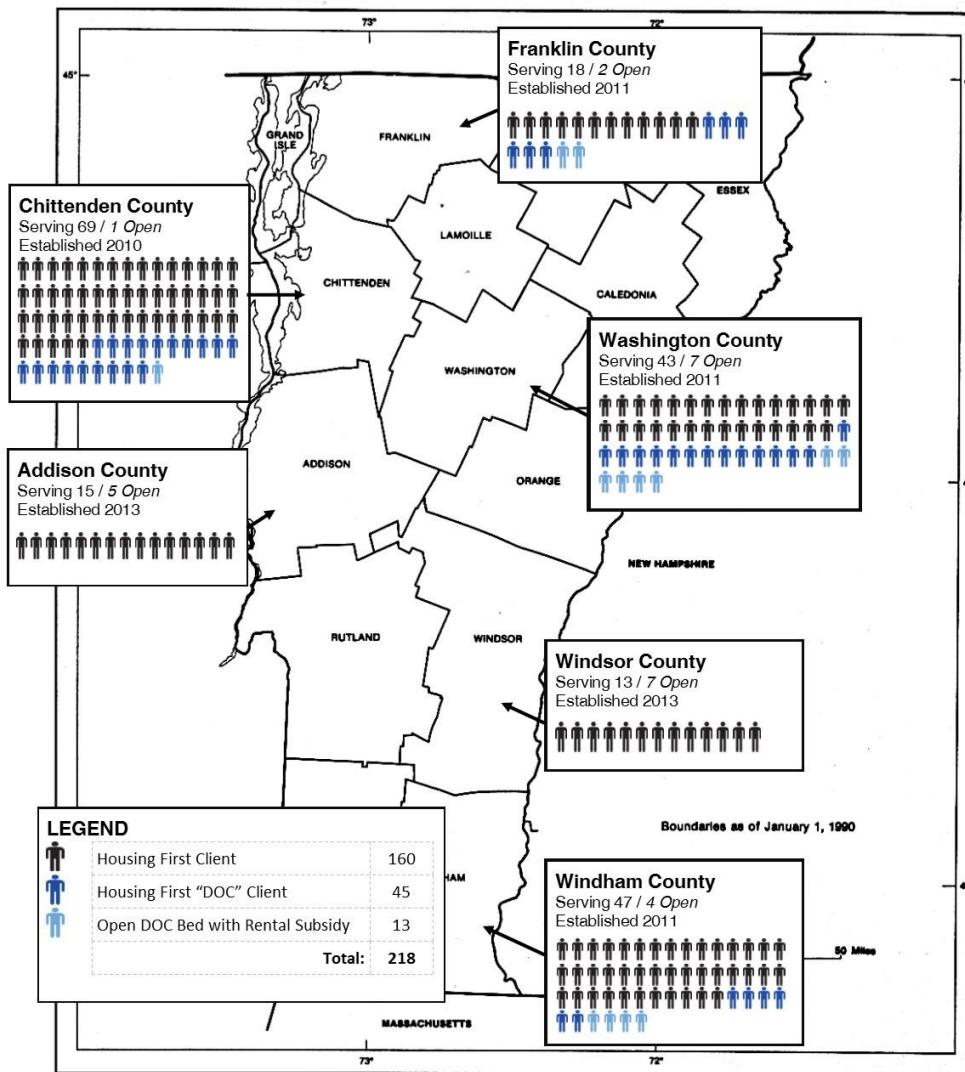 73°
72°
45°
Franklin County
Serving 18 / 2 Open
Established 2011
GRAND
ISLE
FRANKLIN
ESSEX
Chittenden County
Serving 69 / 1 Open
Established 2010
LAMOILLE
CHITTENDEN
CALEDONIA
Washington County
Serving 43 / 7 Open
Established 2011
WASHINGTON
Addison County
Serving 15 / 5 Open
Established 2013
ADDISON
ORANGE
NEW HAMPSHIRE
RUTLAND
WINDSOR
Windsor County
Serving 13 / 7 Open
Established 2013
LEGEND
Housing First Client 160
Housing First “DOC” Client 45
Open DOC Bed with Rental Subsidy 13
Total: 218
Boundaries as of January 1, 1990
HAM
Windham County
Serving 47 / 4 Open
Established 2011
50 Miles
MASSACHUSETTS
73°
72°